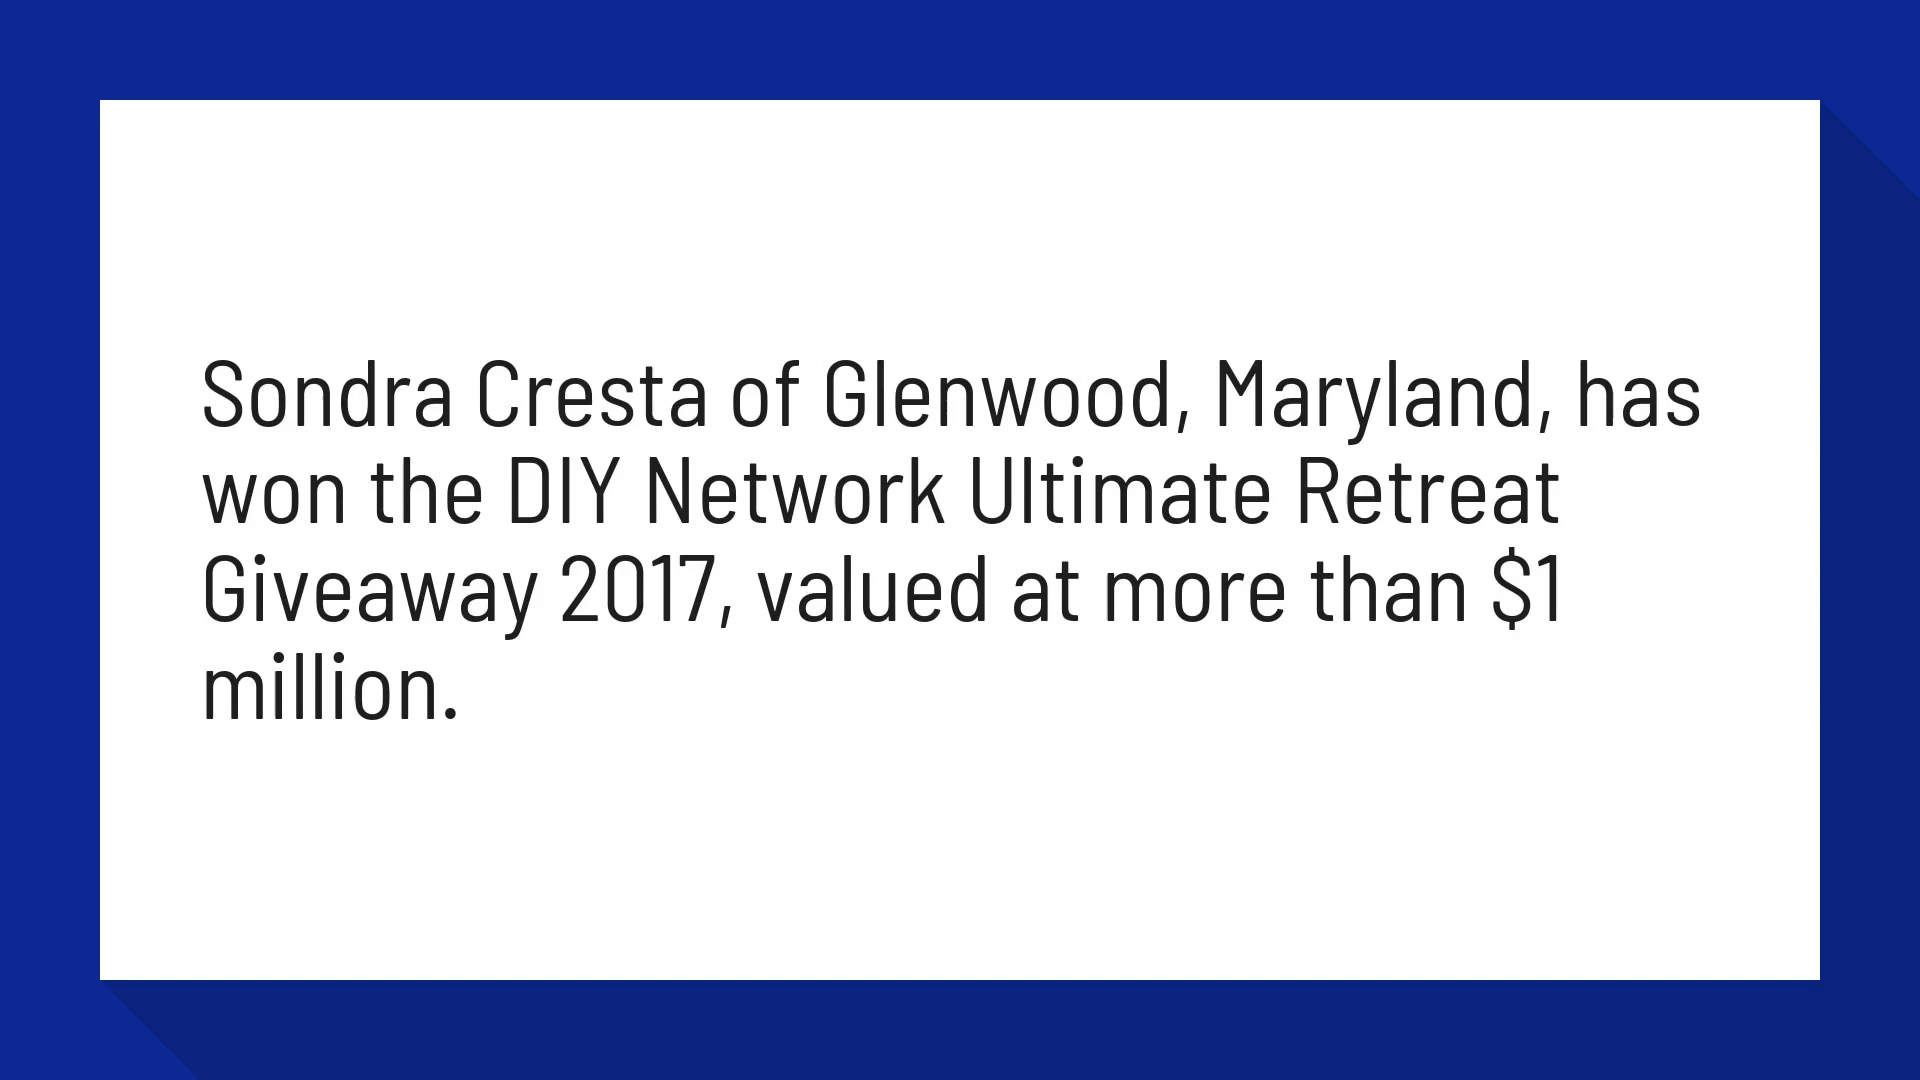 Sondra Cresta of Glenwood, Maryland, has
won the DIY Network Ultimate Retreat
Giveaway 2017, valued at more than $1
million.